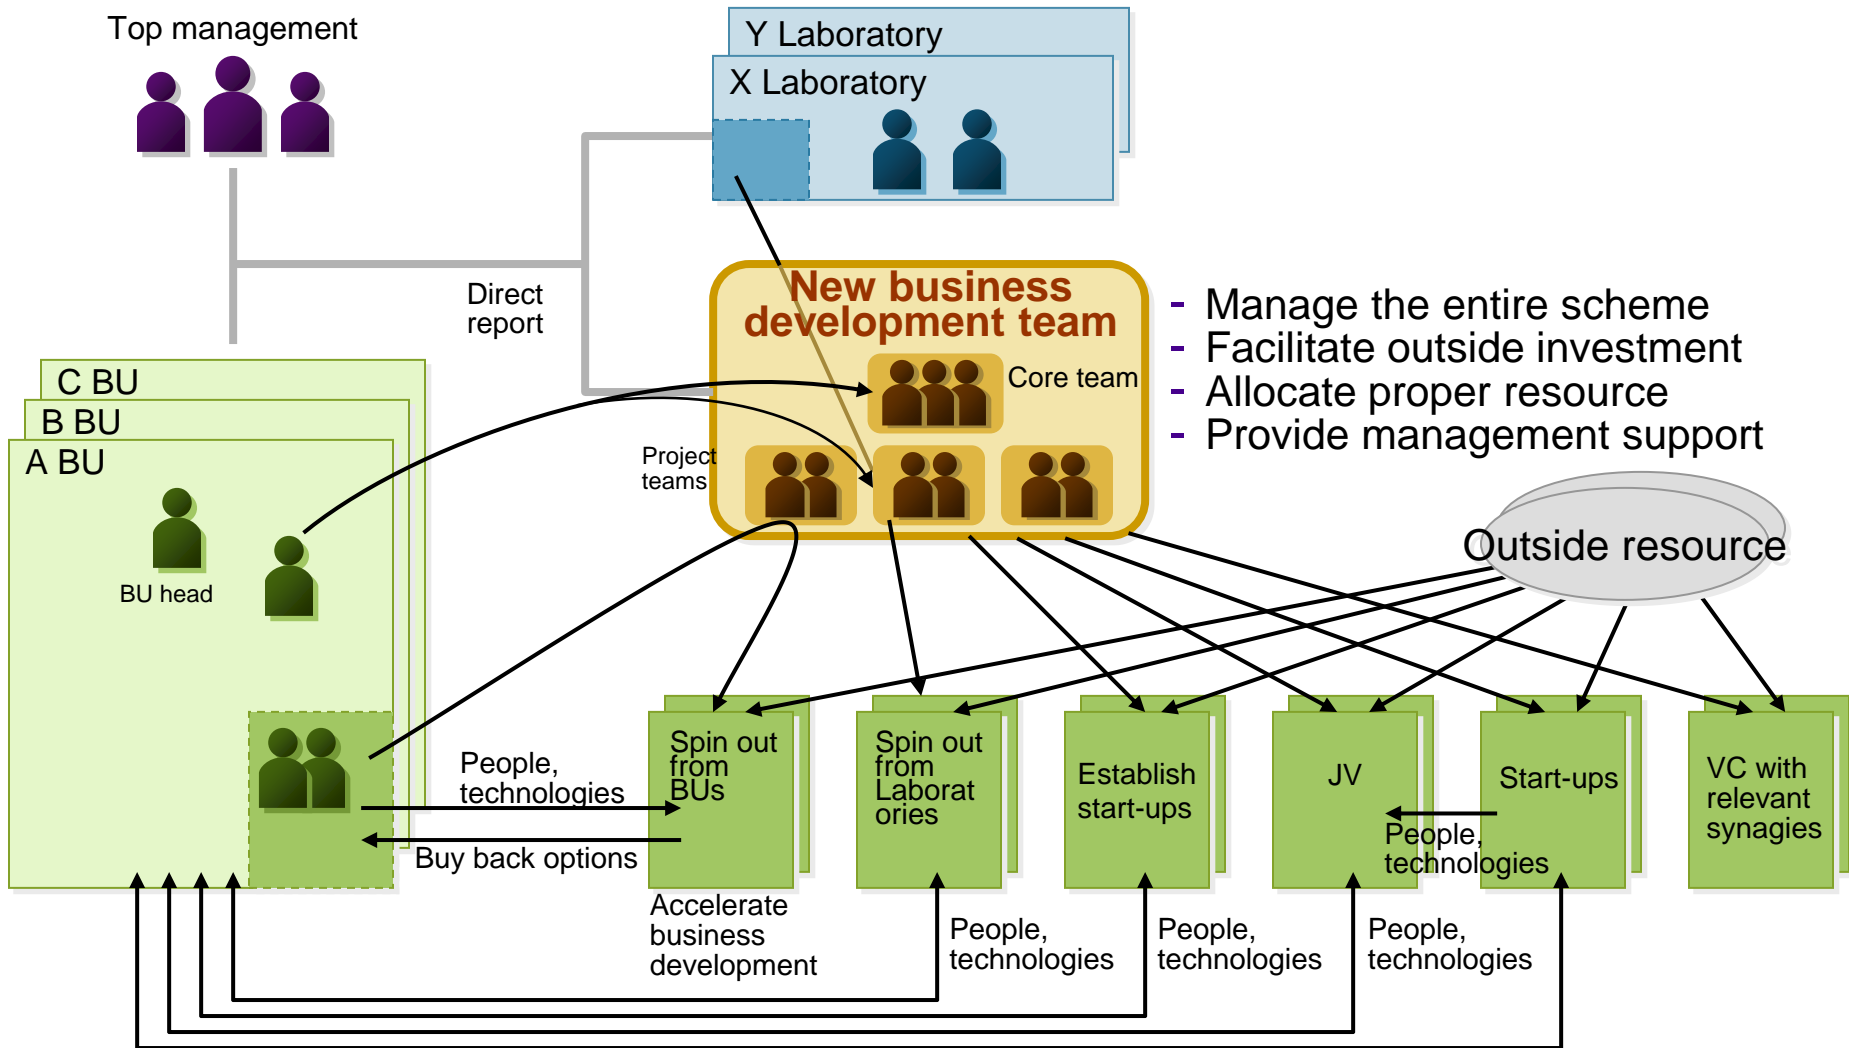 Top management
Y Laboratory
X Laboratory
Direct
report
New business
development team
Core team
Project
teams
- Manage the entire scheme
- Facilitate outside investment
- Allocate proper resource
- Provide management support
Outside resource
C BU
B BU
A BU
BU head
People,
technologies
Buy back options
Spin out
from
BUs
Spin out
from
Laborat
ories
Establish
start-ups
JV
Start-ups
VC with
relevant
synagies
People,
technologies
Accelerate
business
development
People,
technologies
People,
technologies
People,
technologies